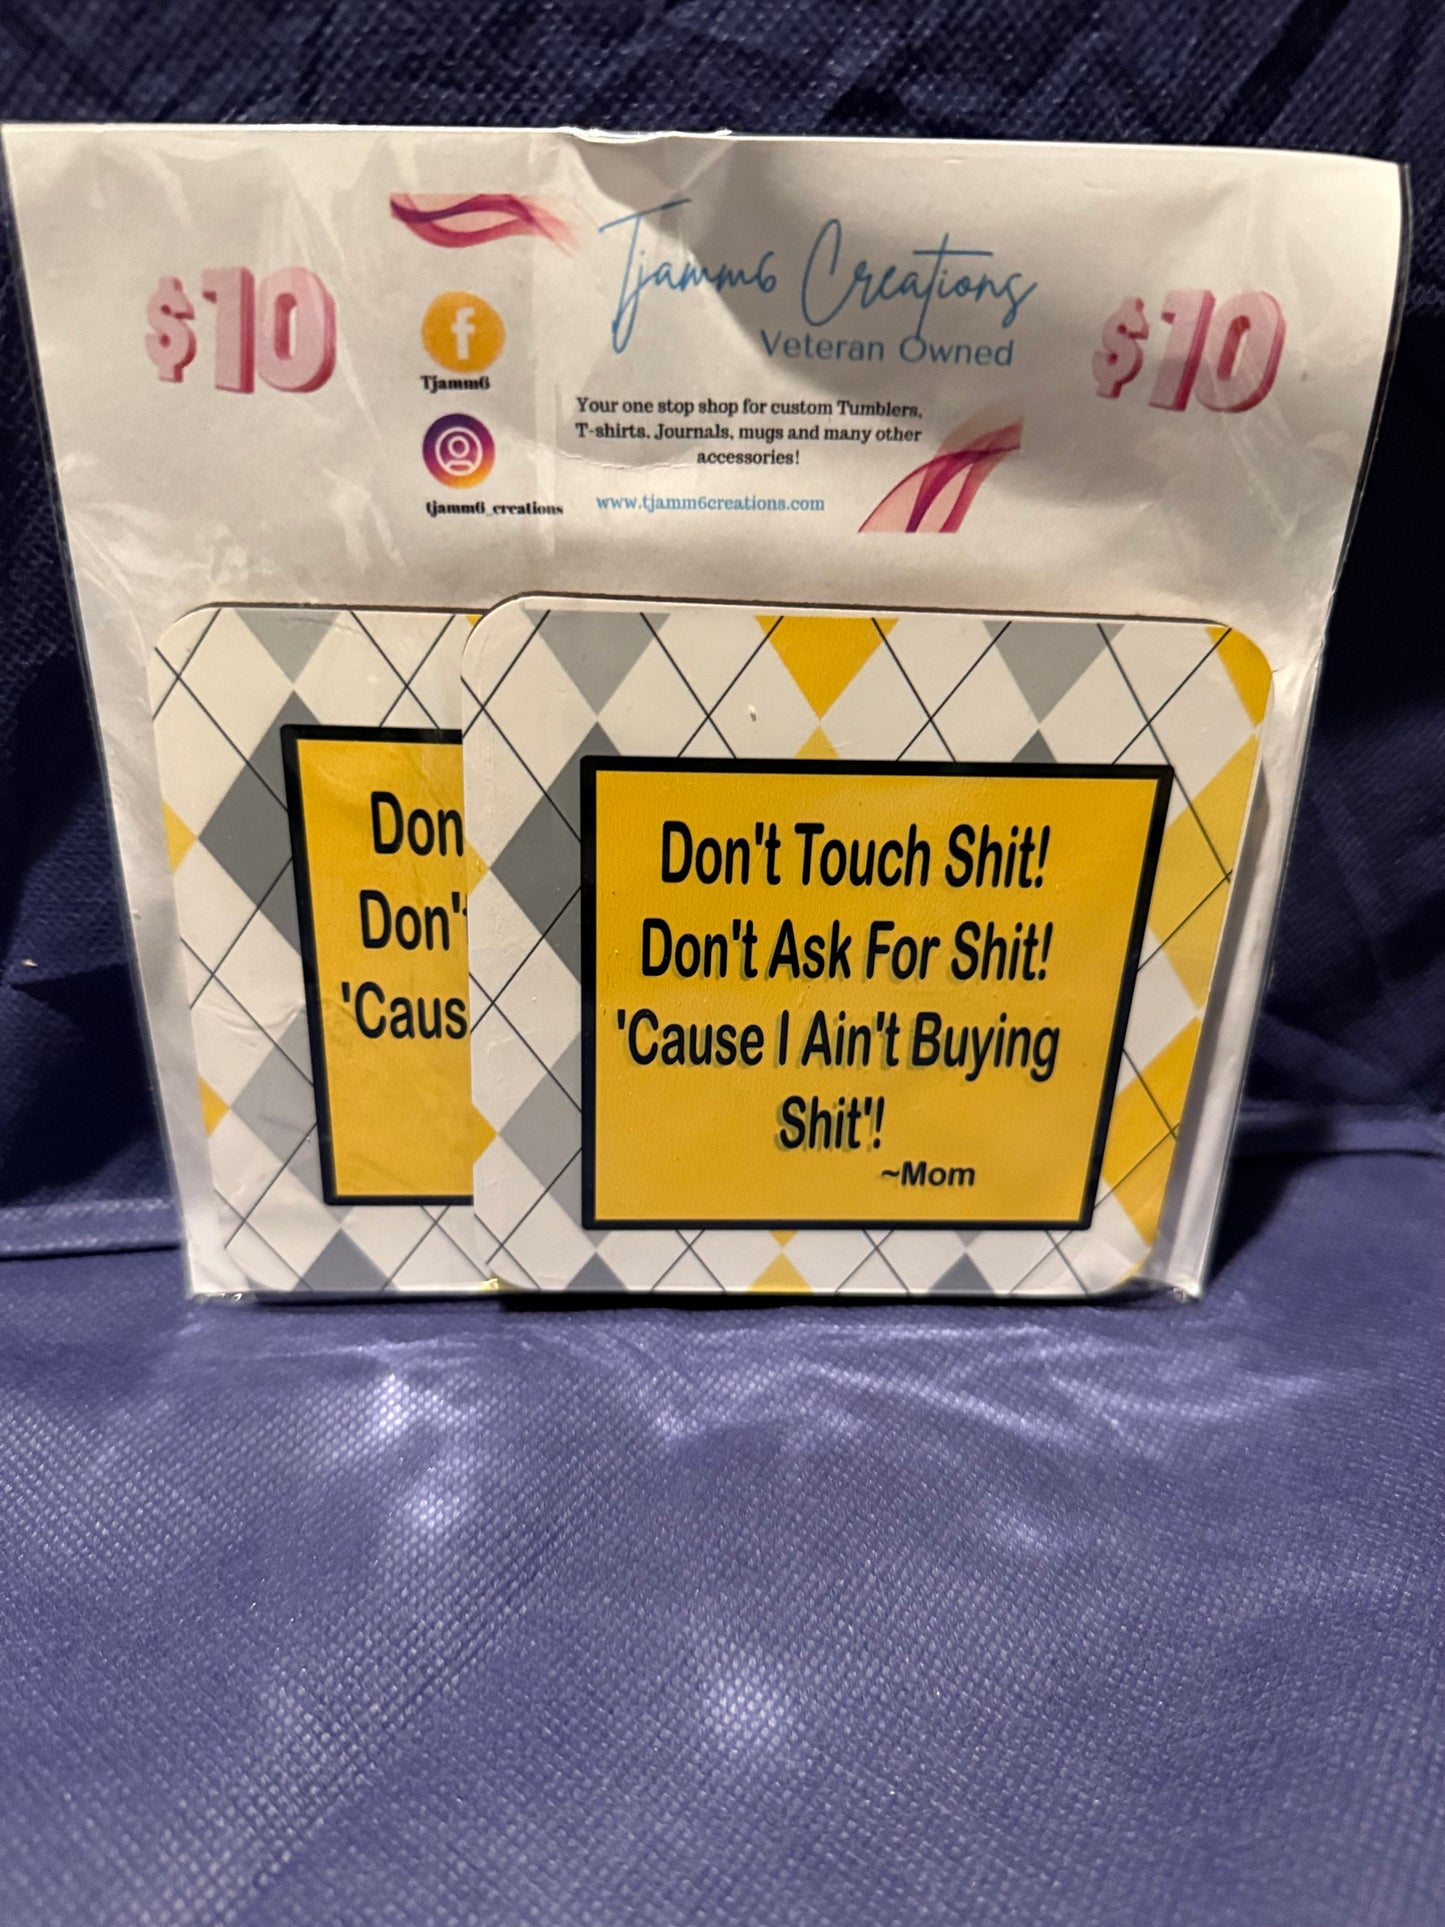 $10
Tjamm6 Creations
Veteran Owned
$10
Tjamm6
tjamm6_creations
Your one stop shop for custom Tumblers,
T-shirts, Journals, mugs and many other
accessories!
www.tjamm6creations.com
Don
Don't
'Caus
Don't Touch Shit!
Don't Ask For Shit!
'Cause I Ain't Buying
Shit'!
~Mom